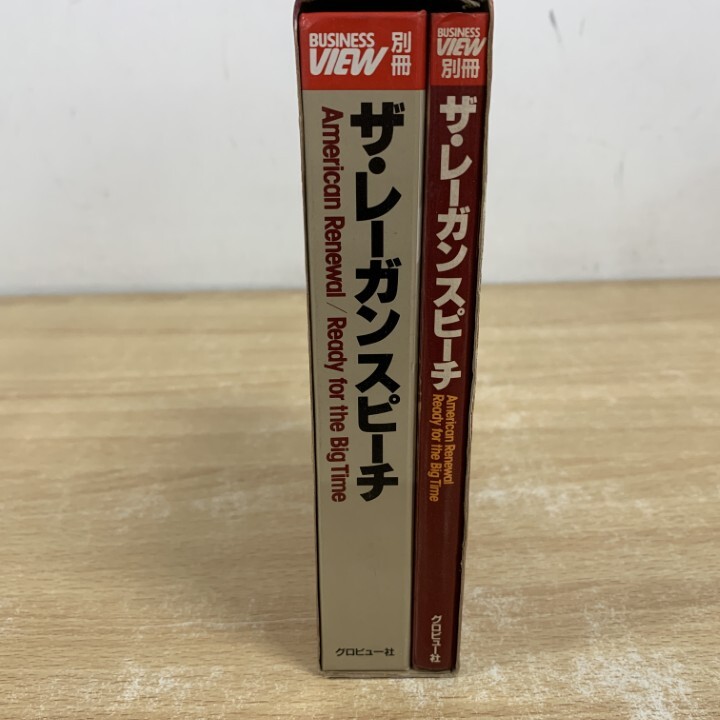 BUSINESS
VIEW
別冊
ザ・レーガンスピーチ
American Renewal / Ready for the Big Time
グロビュー社
BUSINESS
VIEW
別冊
ザ・レーガンスピーチ
American Renewal
Ready for the Big Time
グロビュー社